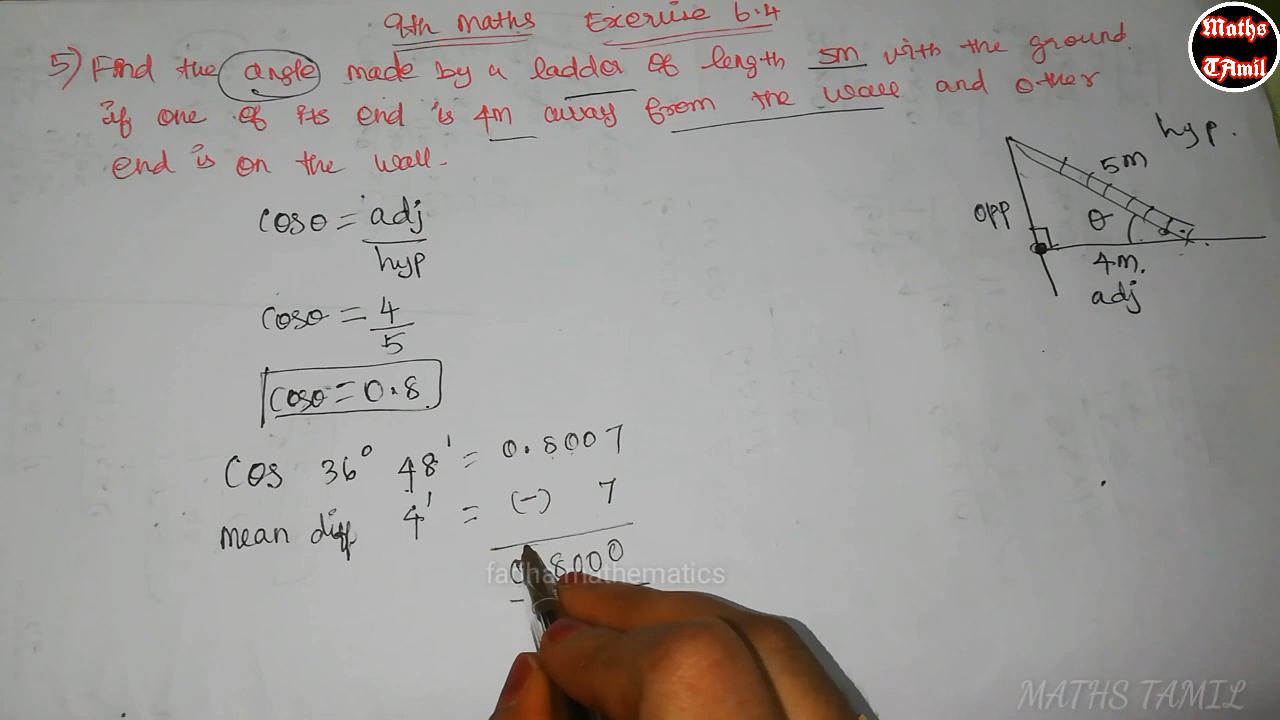 9th maths Exercise 6.4
Maths
TAmil
5) Find the angle made by a ladder of length 5m with the ground
if one of its end is 4m away from the wall and other
end is on the wall.
hyp.
5m
opp
θ
4m.
adj
cosθ = adj
hyp
cosθ = 4
5
cosθ = 0.8
Cos 36° 48' = 0.8007
mean diff 4' = (-) 7
0.8000
fadha mathematics
MATHS TAMIL